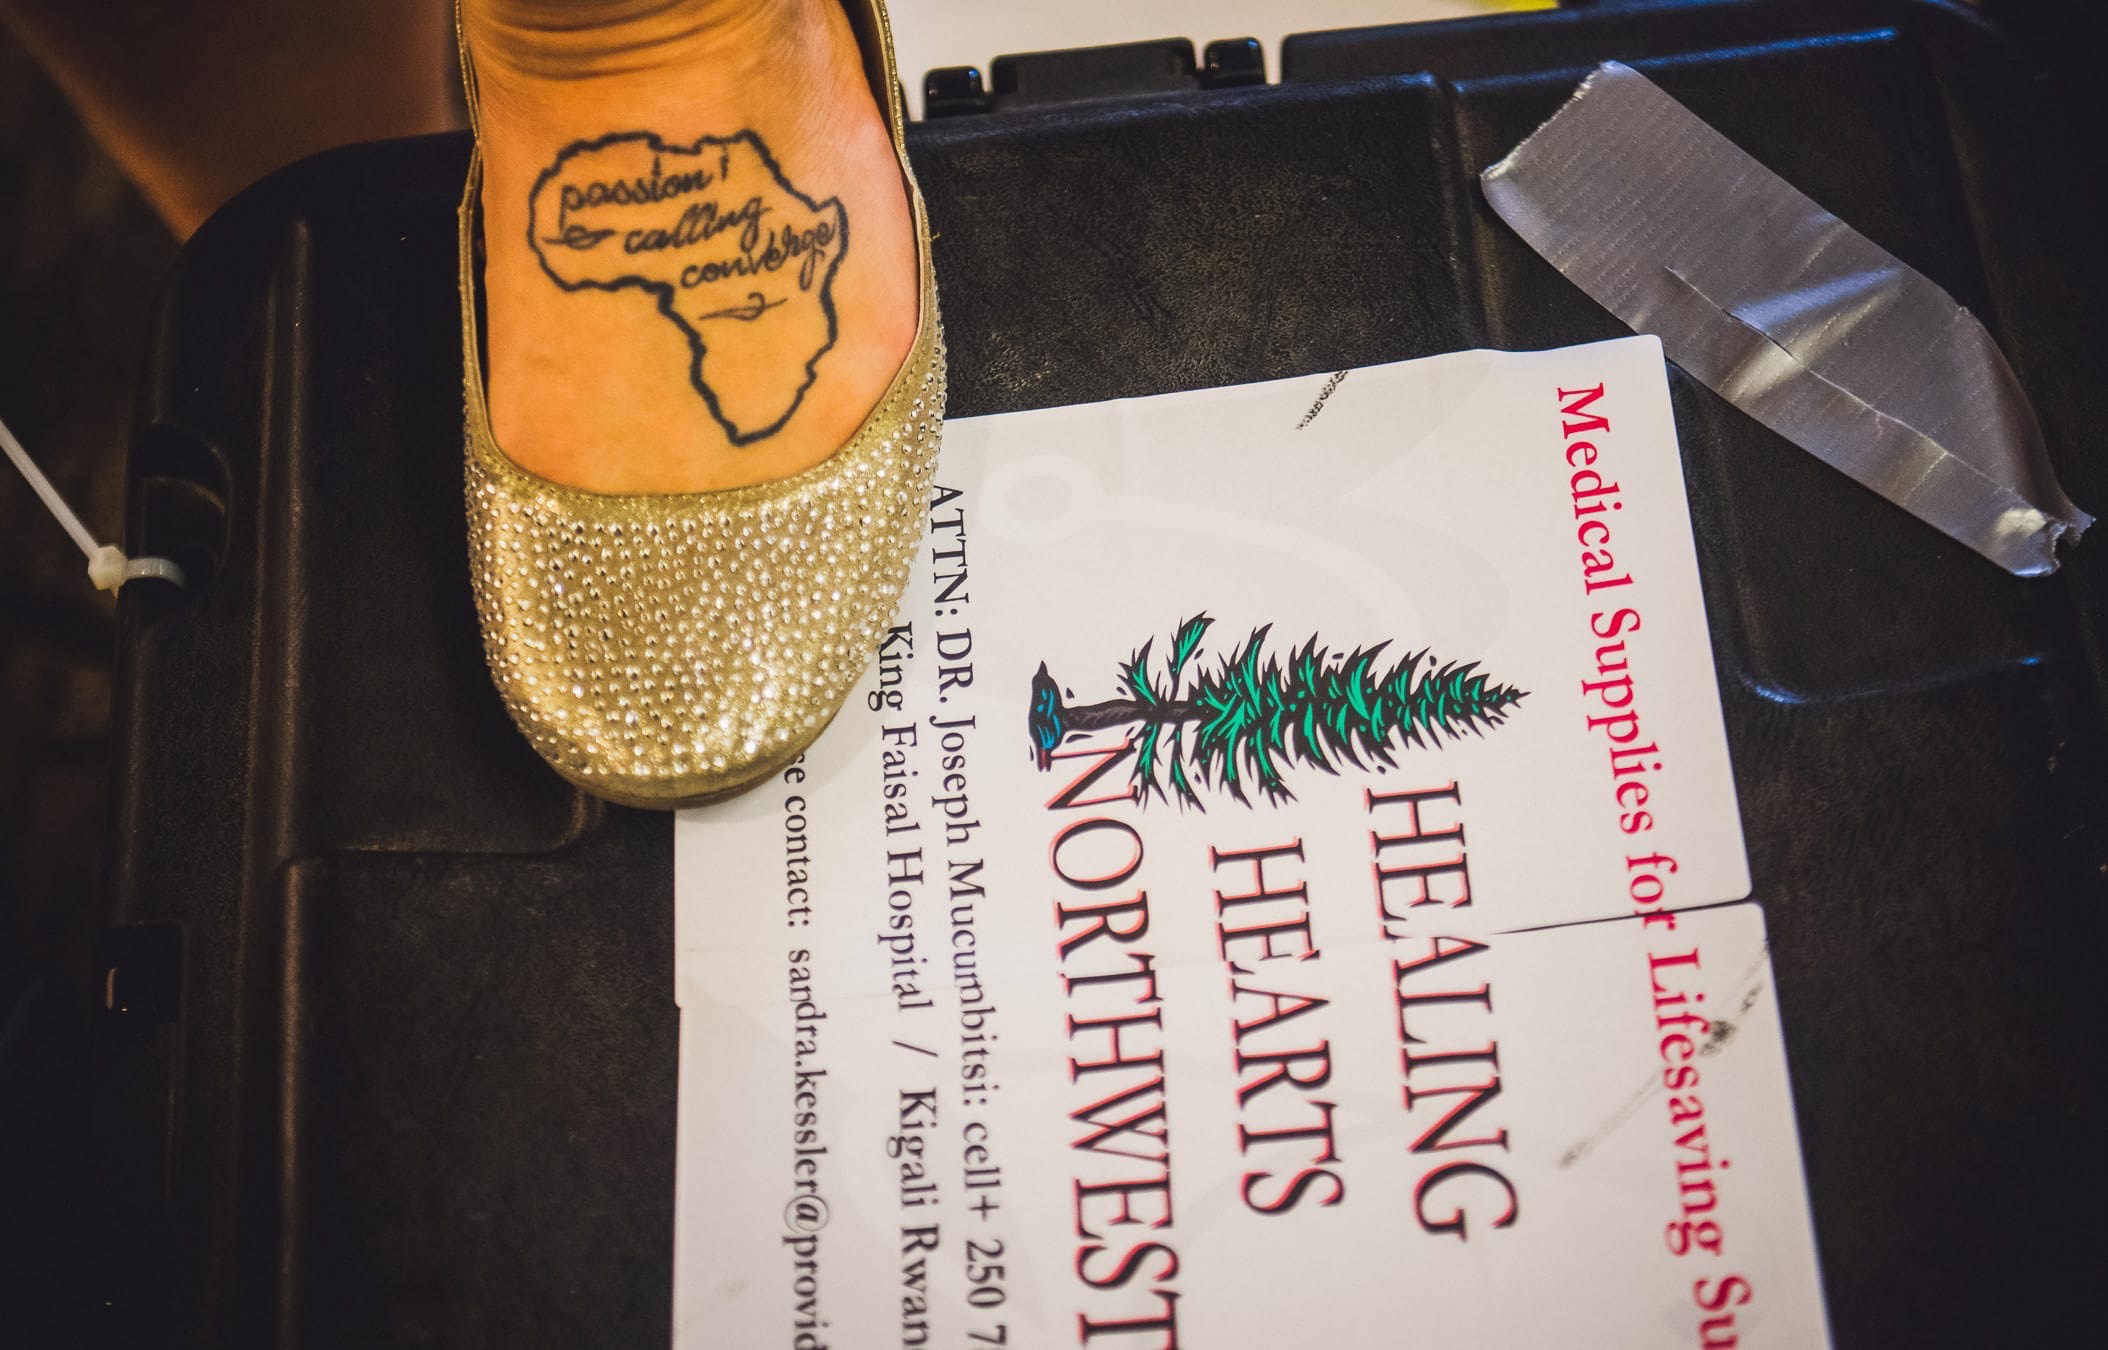 passion
calling
converge
Medical Supplies for Lifesaving Su
HEALING
HEARTS
NORTHWEST
ATTN: DR. Joseph Mucumbitsi: cell+ 250 7
King Faisal Hospital / Kigali Rwan
contact: sandra.kessler@provid